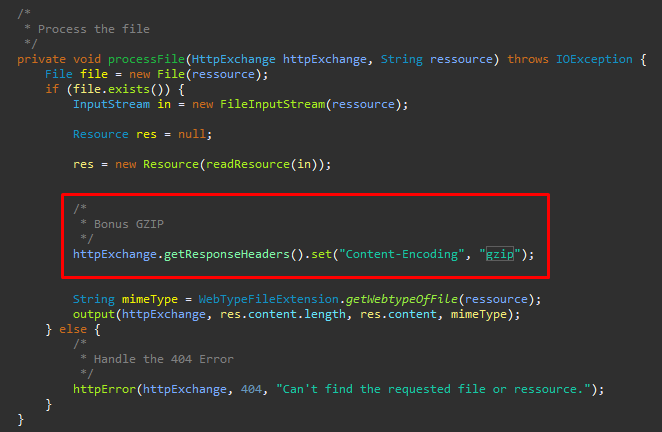 /*
* Process the file
*/
private void processFile(HttpExchange httpExchange, String ressource) throws IOException {
File file = new File(ressource);
if (file.exists()) {
InputStream in = new FileInputStream(ressource);
Resource res = null;
res = new Resource(readResource(in));
/*
* Bonus GZIP
*/
httpExchange.getResponseHeaders().set("Content-Encoding", "gzip");
String mimeType = WebTypeFileExtension.getWebtypeOfFile(ressource);
output(httpExchange, res.content.length, res.content, mimeType);
} else {
/*
* Handle the 404 Error
*/
httpError(httpExchange, 404, "Can't find the requested file or ressource.");
}
}